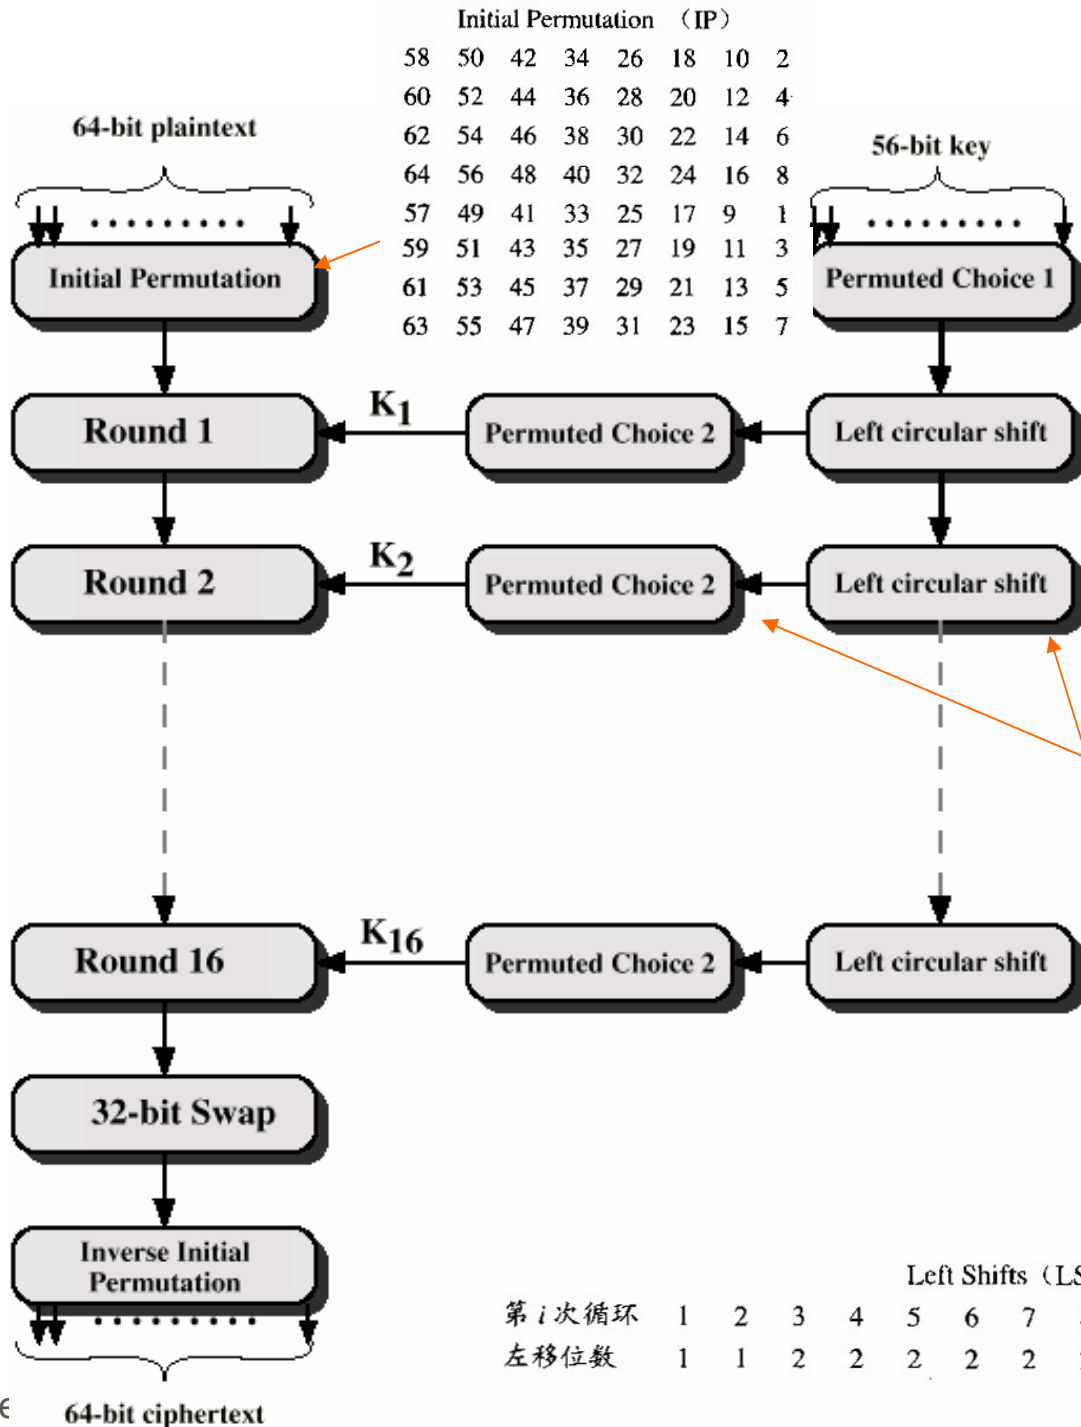 Initial Permutation （IP）
58 50 42 34 26 18 10 2
60 52 44 36 28 20 12 4
62 54 46 38 30 22 14 6
64 56 48 40 32 24 16 8
57 49 41 33 25 17 9 1
59 51 43 35 27 19 11 3
61 53 45 37 29 21 13 5
63 55 47 39 31 23 15 7
64-bit plaintext
56-bit key
Initial Permutation
Permuted Choice 1
Round 1
K1
Permuted Choice 2
Left circular shift
Round 2
K2
Permuted Choice 2
Left circular shift
Round 16
K16
Permuted Choice 2
Left circular shift
32-bit Swap
Inverse Initial
Permutation
64-bit ciphertext
Left Shifts（LS
第 i 次循环 1 2 3 4 5 6 7
左移位数 1 1 2 2 2 2 2